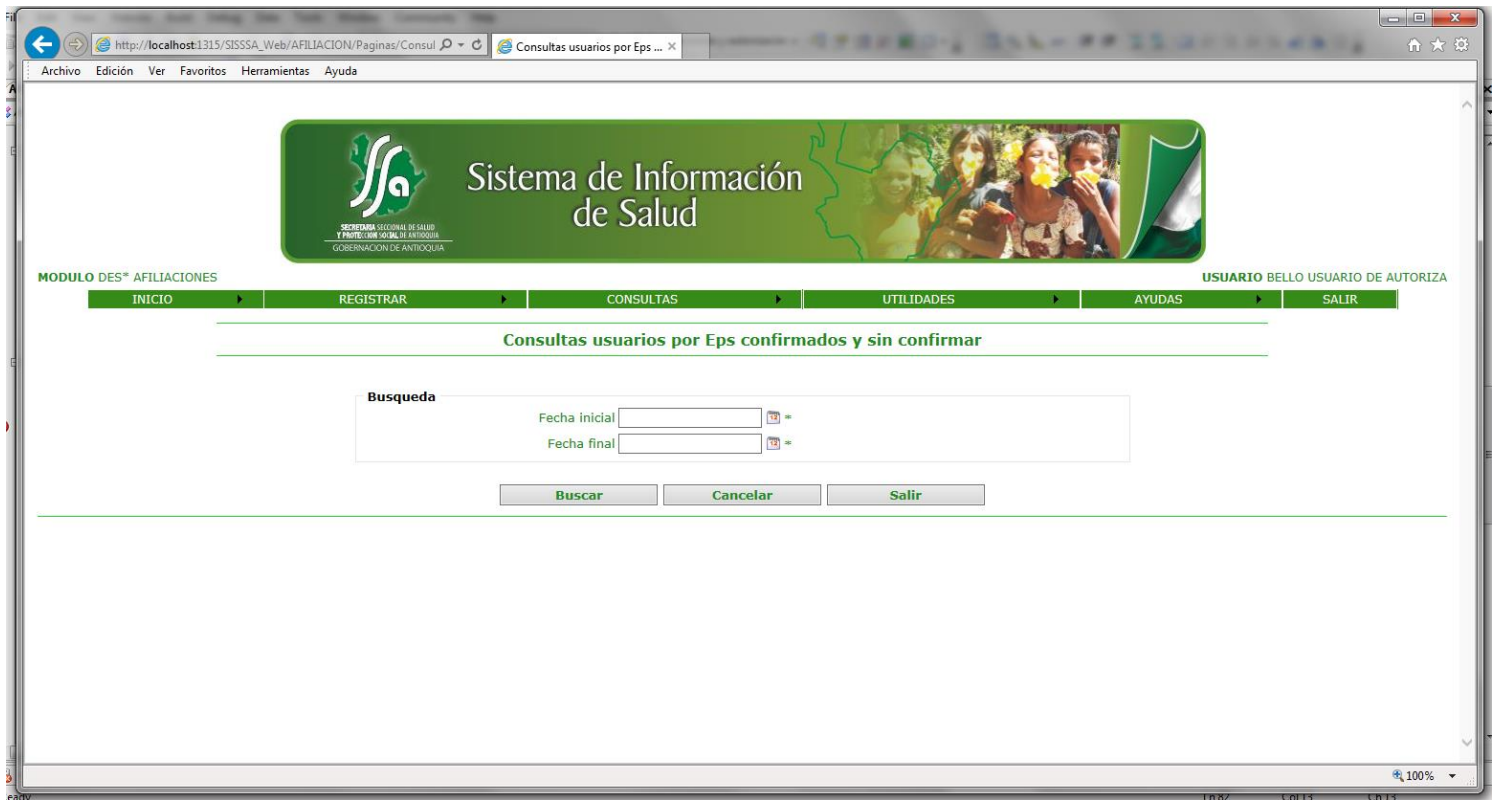 http://localhost:1315/SISSSA_Web/AFILIACION/Paginas/Consul
Consultas usuarios por Eps ...
Archivo Edición Ver Favoritos Herramientas Ayuda
SSa
SECRETARIA SECCIONAL DE SALUD
Y PROTECCION SOCIAL DE ANTIOQUIA
GOBERNACION DE ANTIOQUIA
Sistema de Información
de Salud
MODULO DES* AFILIACIONES
USUARIO BELLO USUARIO DE AUTORIZA
INICIO REGISTRAR CONSULTAS UTILIDADES AYUDAS SALIR
Consultas usuarios por Eps confirmados y sin confirmar
Busqueda
Fecha inicial *
Fecha final *
Buscar Cancelar Salir
100%